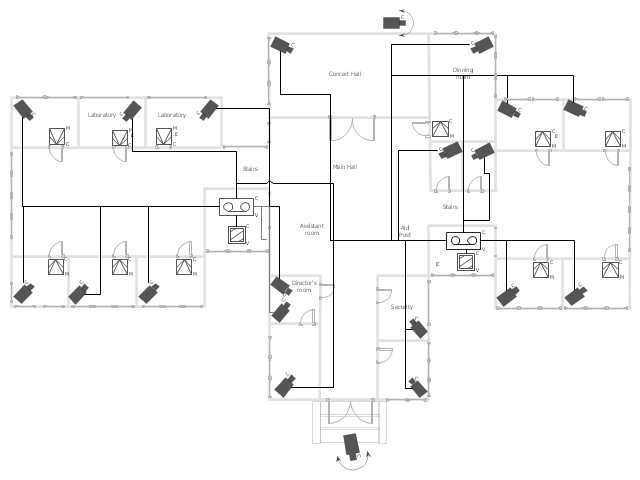 Concert Hall
Dinning
room
Laboratory
Laboratory
Main Hall
Stairs
Stairs
Assistant
room
Aid
Post
Director's
room
Security